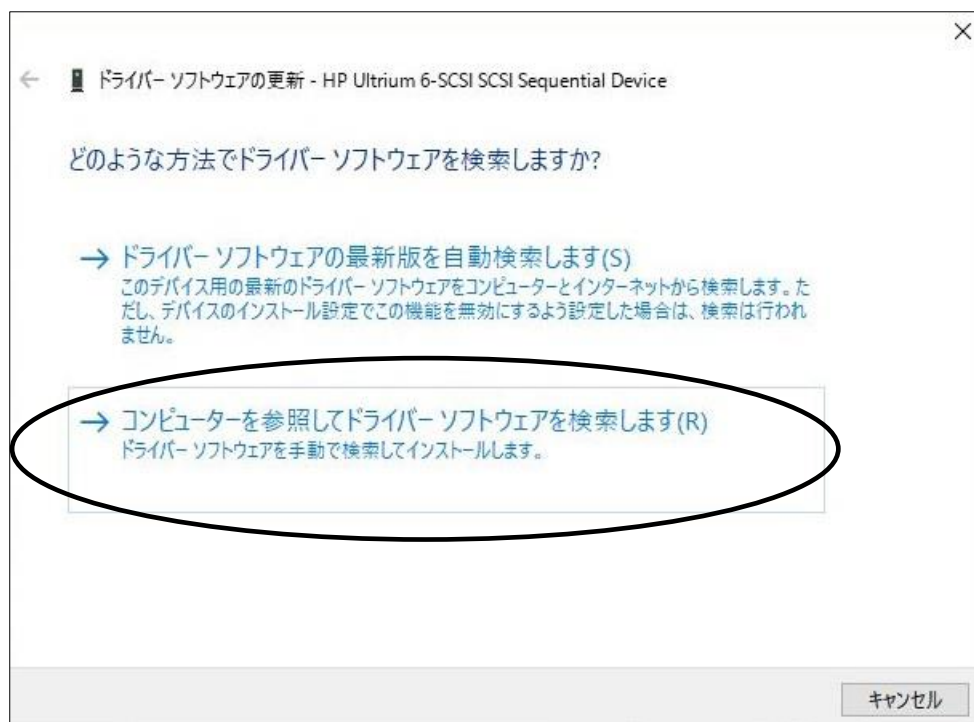 ドライバー ソフトウェアの更新 - HP Ultrium 6-SCSI SCSI Sequential Device
どのような方法でドライバー ソフトウェアを検索しますか?
ドライバー ソフトウェアの最新版を自動検索します(S)
このデバイス用の最新のドライバー ソフトウェアをコンピューターとインターネットから検索します。た
だし、デバイスのインストール設定でこの機能を無効にするよう設定した場合は、検索は行われ
ません。
コンピューターを参照してドライバー ソフトウェアを検索します(R)
ドライバー ソフトウェアを手動で検索してインストールします。
キャンセル